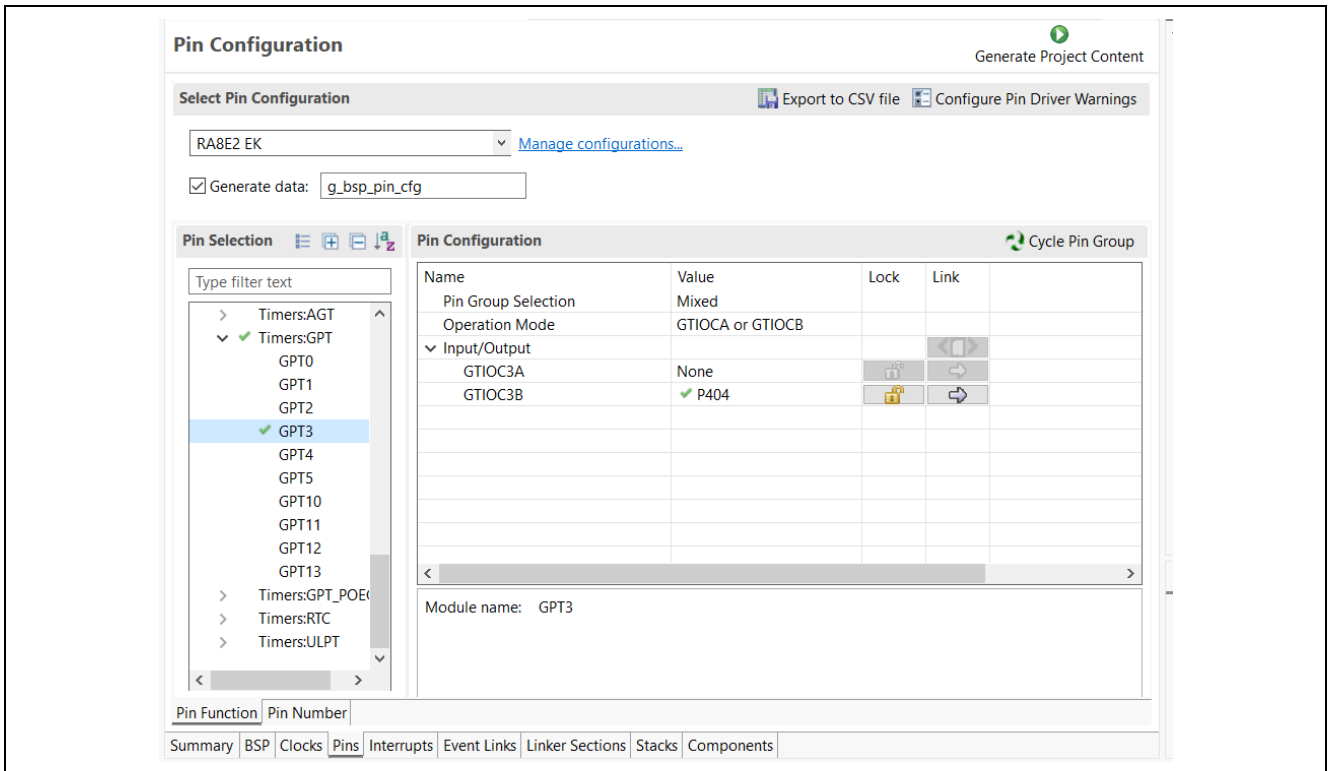 Pin Configuration
Generate Project Content
Select Pin Configuration
Export to CSV file
Configure Pin Driver Warnings
RA8E2 EK
Manage configurations...
Generate data:
g_bsp_pin_cfg
Pin Selection
Type filter text
Timers:AGT
Timers:GPT
GPT0
GPT1
GPT2
GPT3
GPT4
GPT5
GPT10
GPT11
GPT12
GPT13
Timers:GPT_POE
Timers:RTC
Timers:ULPT
Pin Configuration
Cycle Pin Group
Name Value Lock Link
Pin Group Selection Mixed
Operation Mode GTIOCA or GTIOCB
Input/Output
GTIOC3A None
GTIOC3B P404
Module name: GPT3
Pin Function Pin Number
Summary BSP Clocks Pins Interrupts Event Links Linker Sections Stacks Components